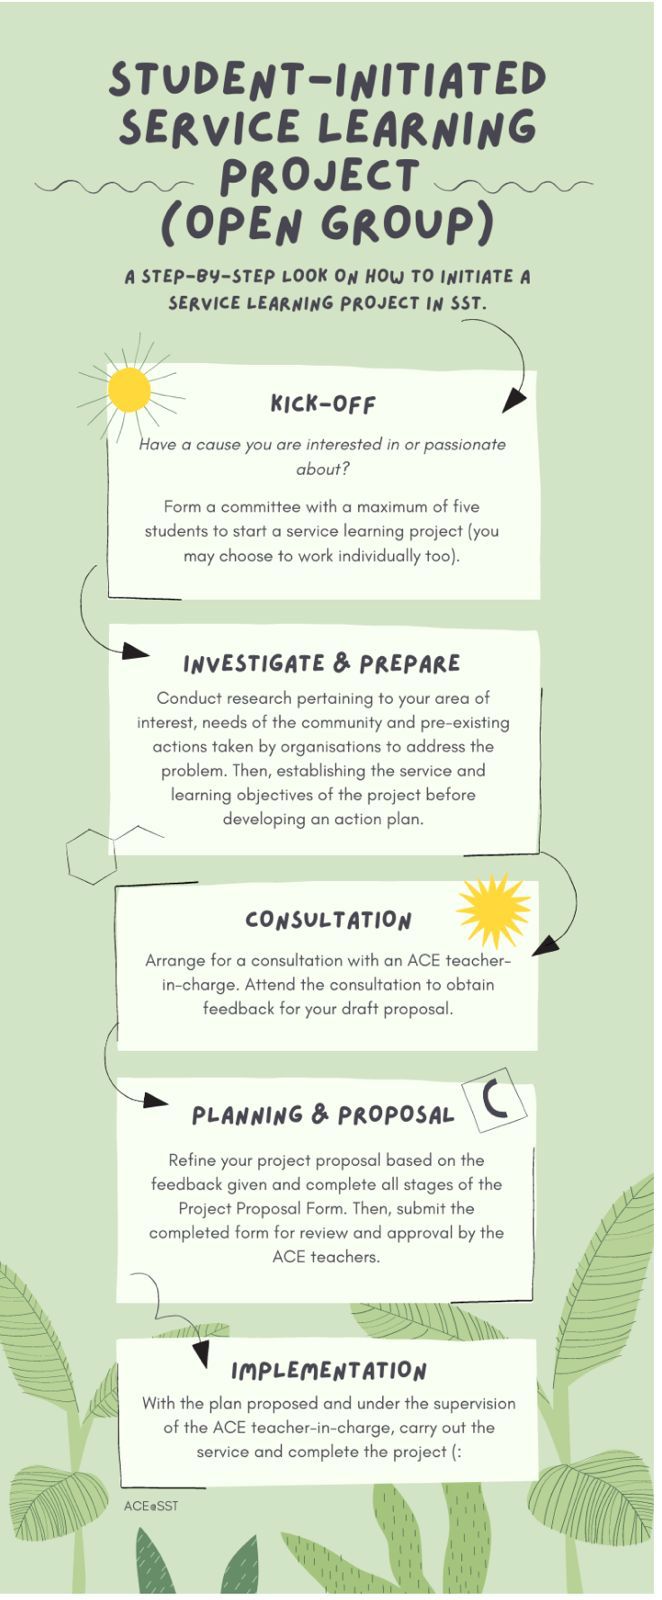 STUDENT-INITIATED
SERVICE LEARNING
PROJECT
(OPEN GROUP)
A STEP-BY-STEP LOOK ON HOW TO INITIATE A
SERVICE LEARNING PROJECT IN SST.
KICK-OFF
Have a cause you are interested in or passionate
about?
Form a committee with a maximum of five
students to start a service learning project (you
may choose to work individually too).
INVESTIGATE & PREPARE
Conduct research pertaining to your area of
interest, needs of the community and pre-existing
actions taken by organisations to address the
problem. Then, establishing the service and
learning objectives of the project before
developing an action plan.
CONSULTATION
Arrange for a consultation with an ACE teacher-
in-charge. Attend the consultation to obtain
feedback for your draft proposal.
PLANNING & PROPOSAL
Refine your project proposal based on the
feedback given and complete all stages of the
Project Proposal Form. Then, submit the
completed form for review and approval by the
ACE teachers.
IMPLEMENTATION
With the plan proposed and under the supervision
of the ACE teacher-in-charge, carry out the
service and complete the project (:
ACE@SST